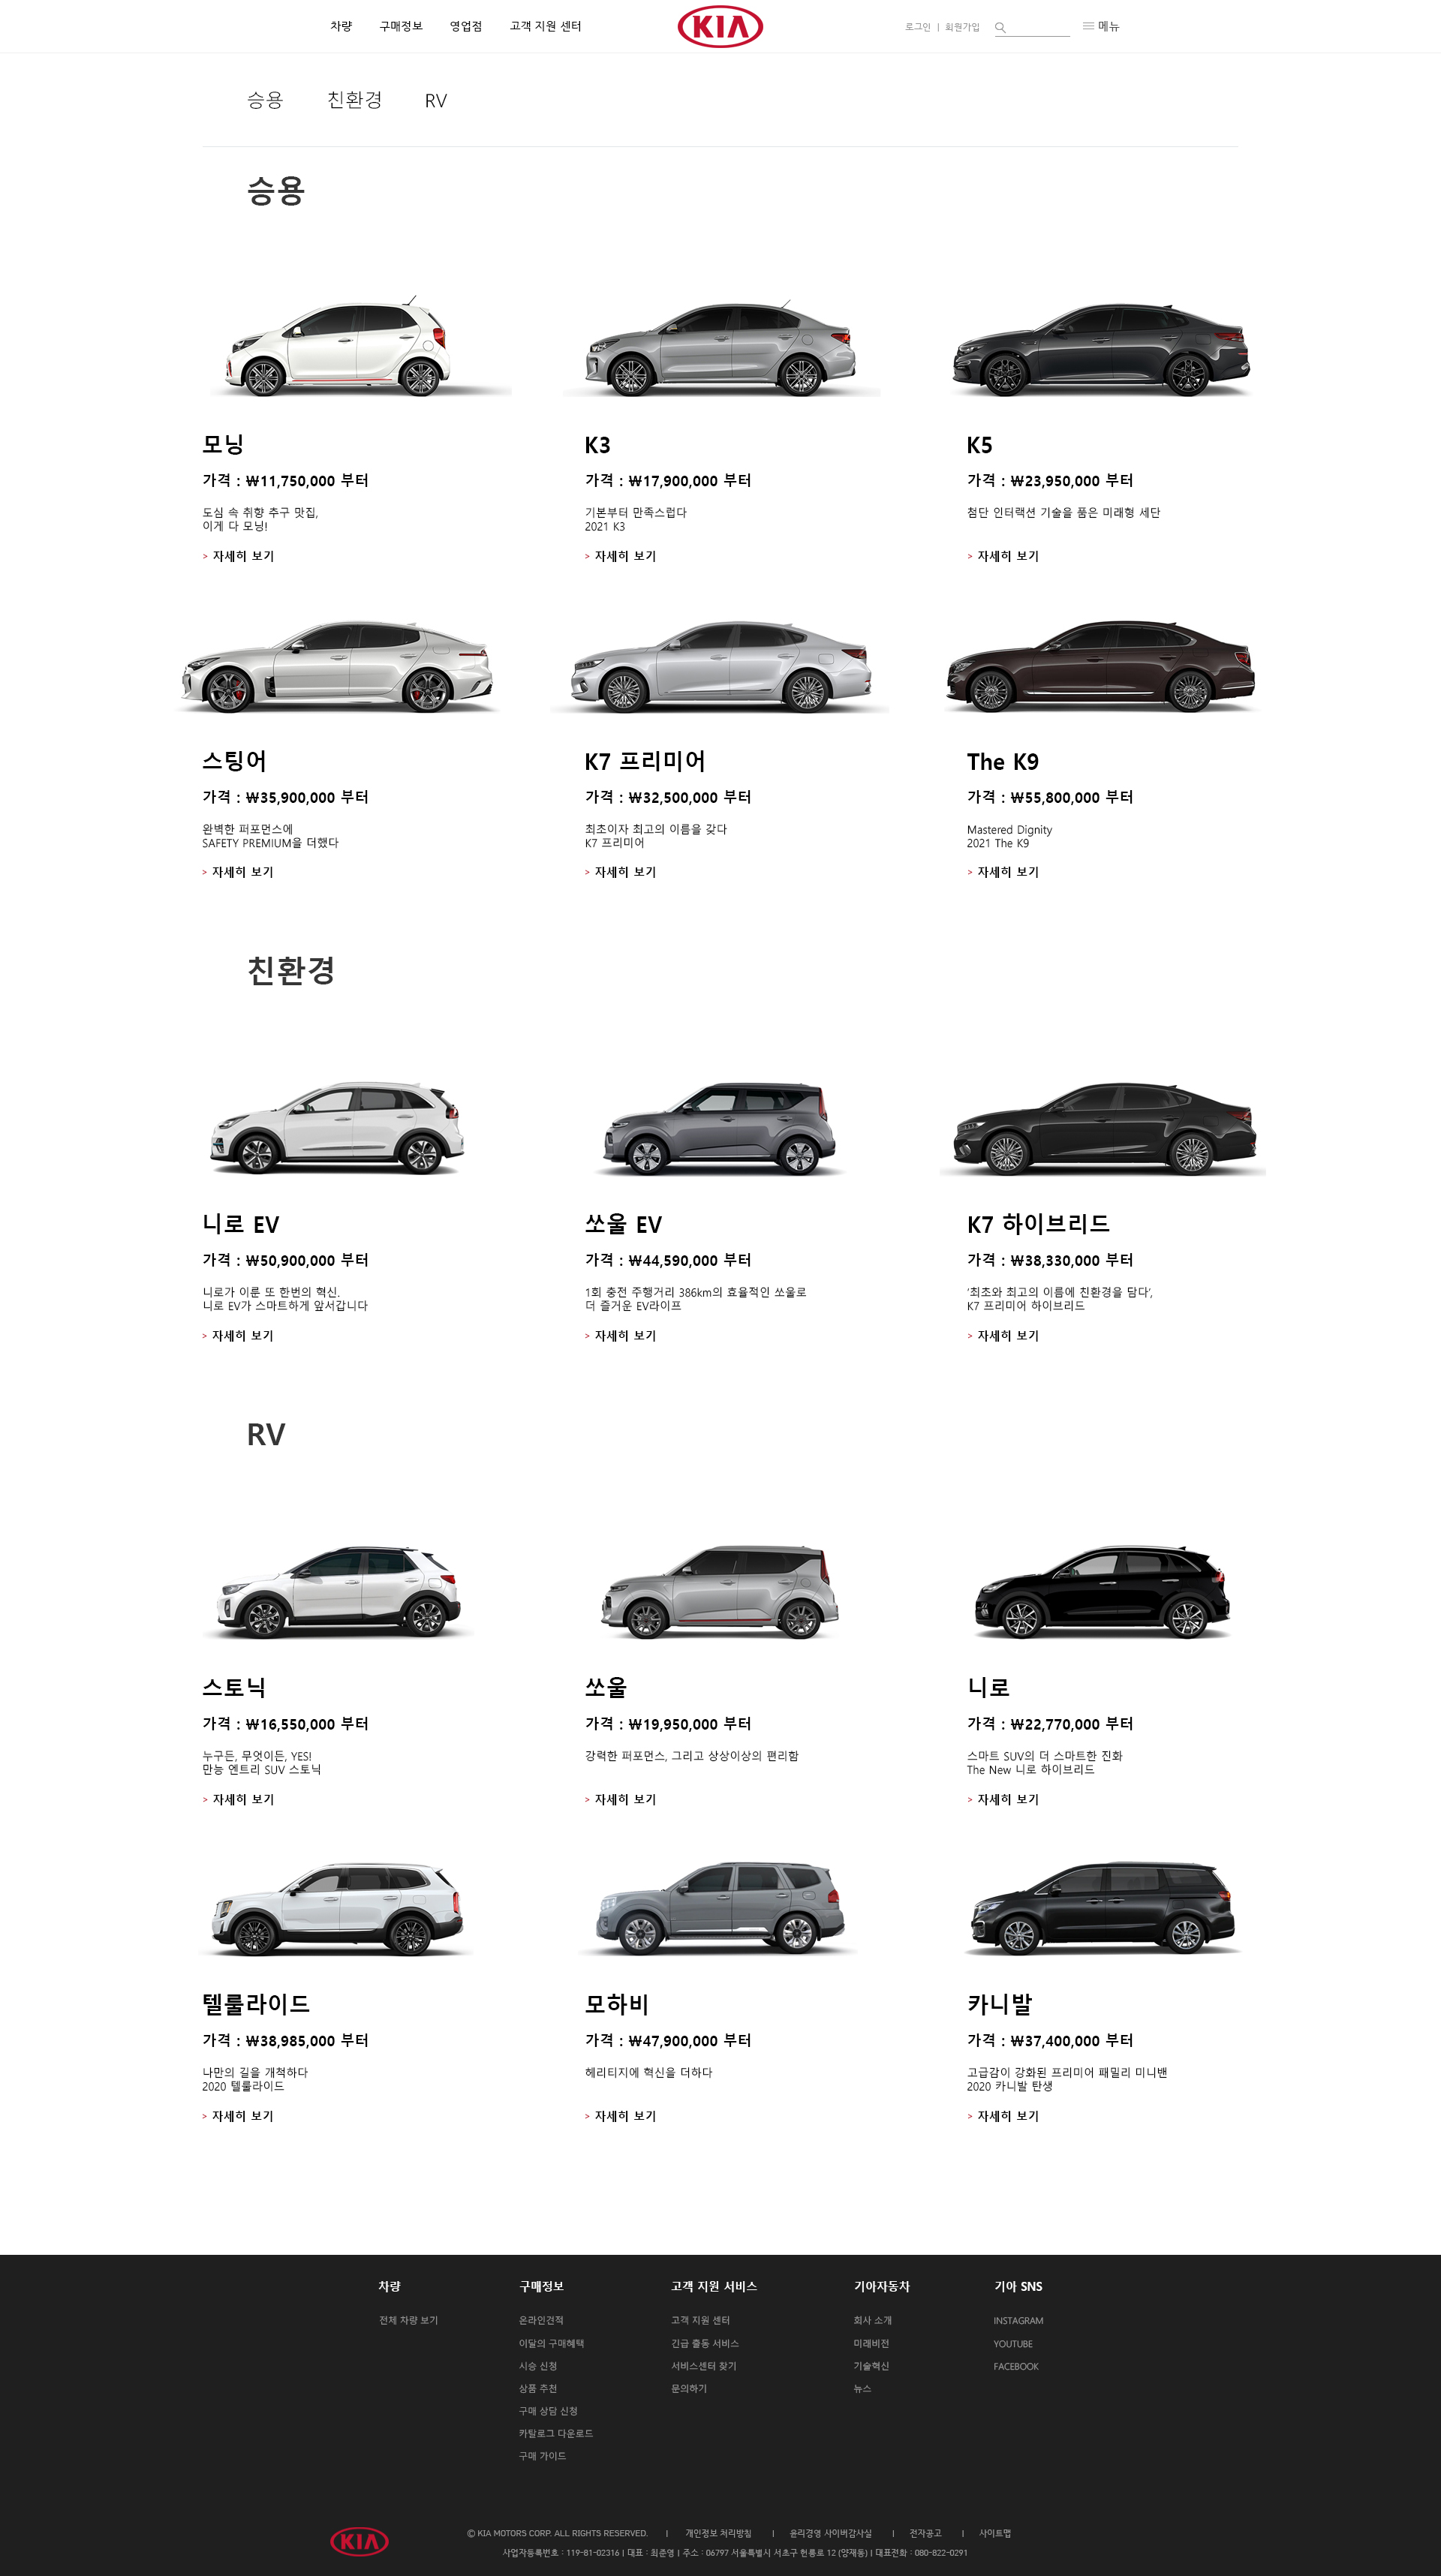 차량 구매정보 영업점 고객 지원 센터 KIA 로그인 | 회원가입 메뉴
승용 친환경 RV
승용
모닝 K3 K5
가격 : ₩11,750,000 부터 가격 : ₩17,900,000 부터 가격 : ₩23,950,000 부터
도심 속 취향 추구 맛집, 기본부터 만족스럽다 첨단 인터랙션 기술을 품은 미래형 세단
이게 다 모닝! 2021 K3
> 자세히 보기 > 자세히 보기 > 자세히 보기
스팅어 K7 프리미어 The K9
가격 : ₩35,900,000 부터 가격 : ₩32,500,000 부터 가격 : ₩55,800,000 부터
완벽한 퍼포먼스에 최초이자 최고의 이름을 갖다 Mastered Dignity
SAFETY PREMIUM을 더했다 K7 프리미어 2021 The K9
> 자세히 보기 > 자세히 보기 > 자세히 보기
친환경
니로 EV 쏘울 EV K7 하이브리드
가격 : ₩50,900,000 부터 가격 : ₩44,590,000 부터 가격 : ₩38,330,000 부터
니로가 이룬 또 한번의 혁신. 1회 충전 주행거리 386km의 효율적인 쏘울로 '최초와 최고의 이름에 친환경을 담다',
니로 EV가 스마트하게 앞서갑니다 더 즐거운 EV라이프 K7 프리미어 하이브리드
> 자세히 보기 > 자세히 보기 > 자세히 보기
RV
스토닉 쏘울 니로
가격 : ₩16,550,000 부터 가격 : ₩19,950,000 부터 가격 : ₩22,770,000 부터
누구든, 무엇이든, YES! 강력한 퍼포먼스, 그리고 상상이상의 편리함 스마트 SUV의 더 스마트한 진화
만능 엔트리 SUV 스토닉 The New 니로 하이브리드
> 자세히 보기 > 자세히 보기 > 자세히 보기
텔룰라이드 모하비 카니발
가격 : ₩38,985,000 부터 가격 : ₩47,900,000 부터 가격 : ₩37,400,000 부터
나만의 길을 개척하다 헤리티지에 혁신을 더하다 고급감이 강화된 프리미어 패밀리 미니밴
2020 텔룰라이드 2020 카니발 탄생
> 자세히 보기 > 자세히 보기 > 자세히 보기
차량 구매정보 고객 지원 서비스 기아자동차 기아 SNS
전체 차량 보기 온라인견적 고객 지원 센터 회사 소개 INSTAGRAM
이달의 구매혜택 긴급 출동 서비스 미래비전 YOUTUBE
시승 신청 서비스센터 찾기 기술혁신 FACEBOOK
상품 추천 문의하기 뉴스
구매 상담 신청
카탈로그 다운로드
구매 가이드
KIA © KIA MOTORS CORP. ALL RIGHTS RESERVED. | 개인정보 처리방침 | 윤리경영 사이버감사실 | 전자공고 | 사이트맵
사업자등록번호 : 119-81-02316 | 대표 : 최준영 | 주소 : 06797 서울특별시 서초구 헌릉로 12 (양재동) | 대표전화 : 080-822-0291